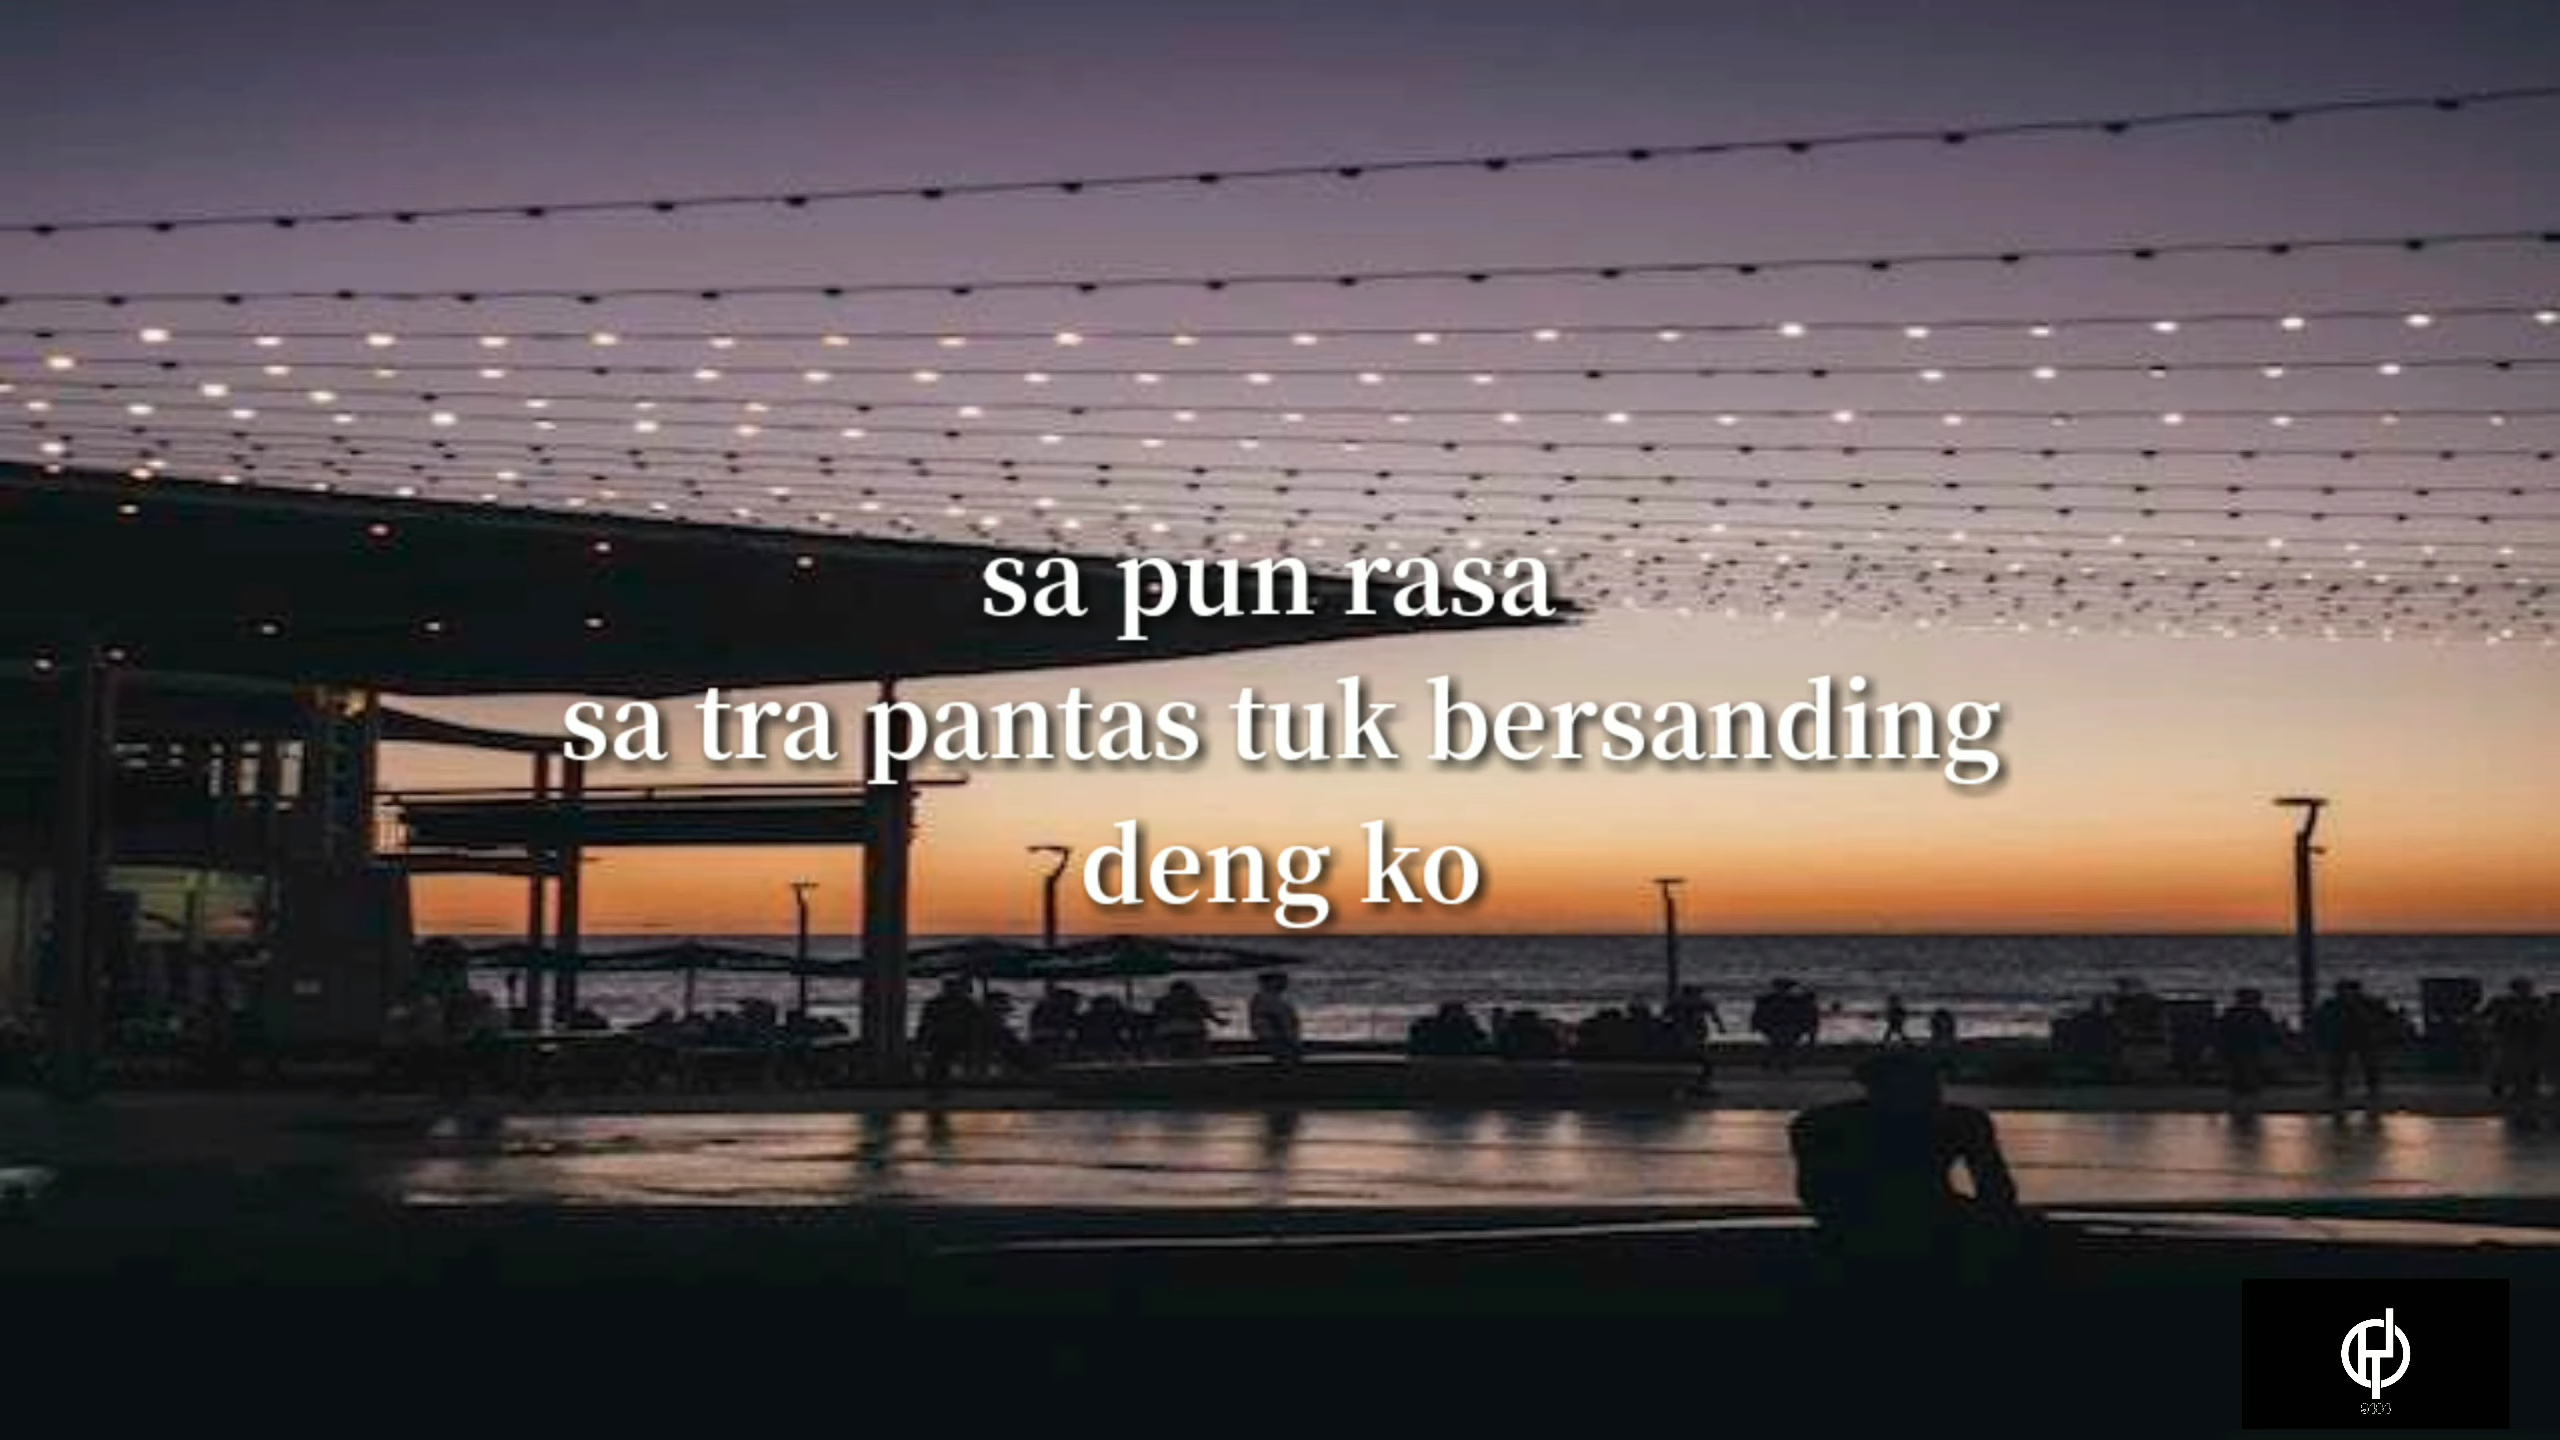 sa pun rasa
sa tra pantas tuk bersanding
deng ko